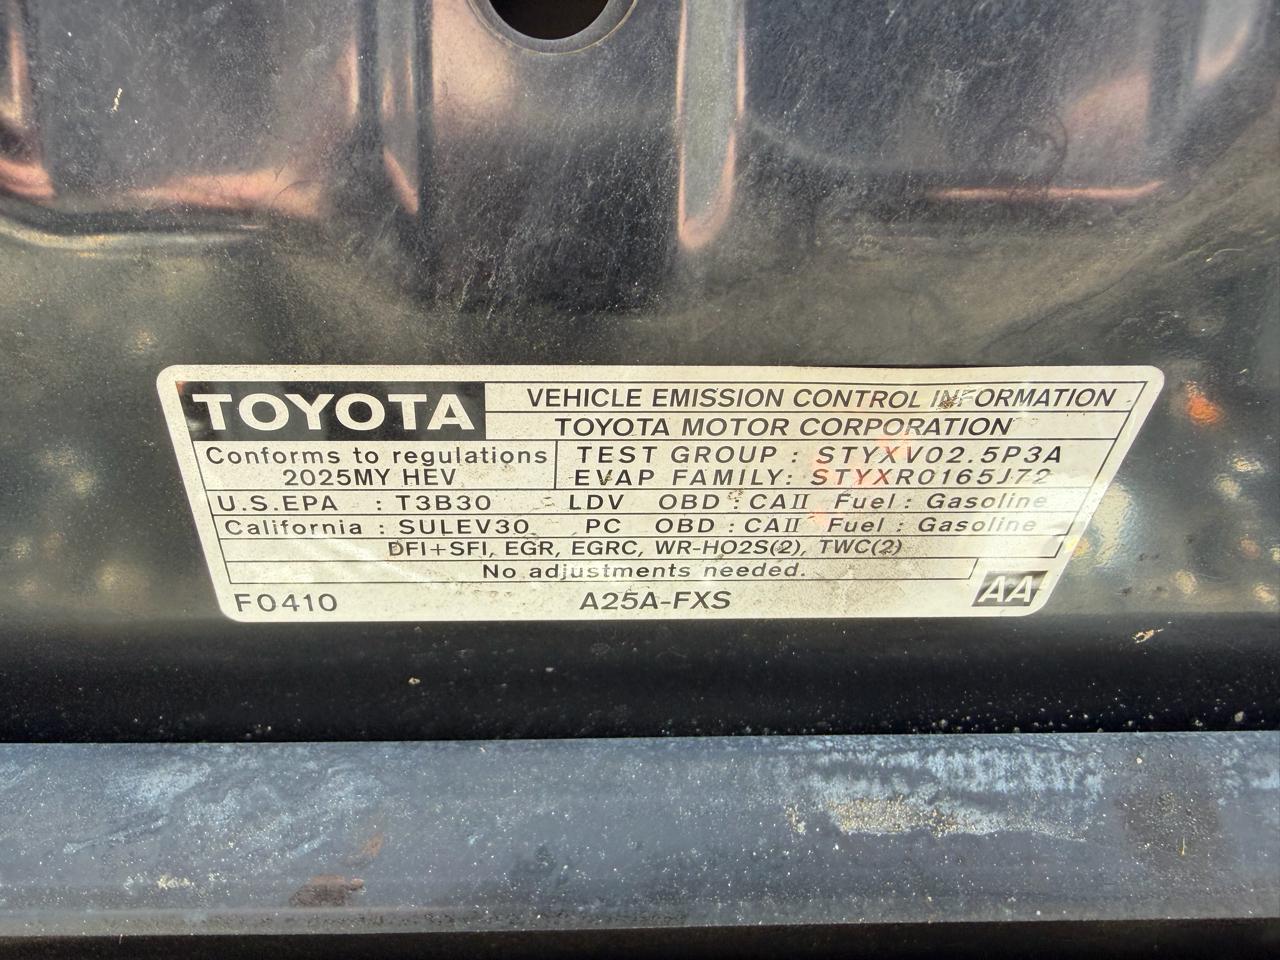 TOYOTA
VEHICLE EMISSION CONTROL INFORMATION
TOYOTA MOTOR CORPORATION
Conforms to regulations
2025MY HEV
TEST GROUP : STYXV02.5P3A
EVAP FAMILY: STYXR0165J72
U.S.EPA : T3B30 LDV OBD : CAII Fuel : Gasoline
California : SULEV30 PC OBD : CAII Fuel : Gasoline
DFI+SFI, EGR, EGRC, WR-HO2S(2), TWC(2)
No adjustments needed.
F0410 A25A-FXS AA